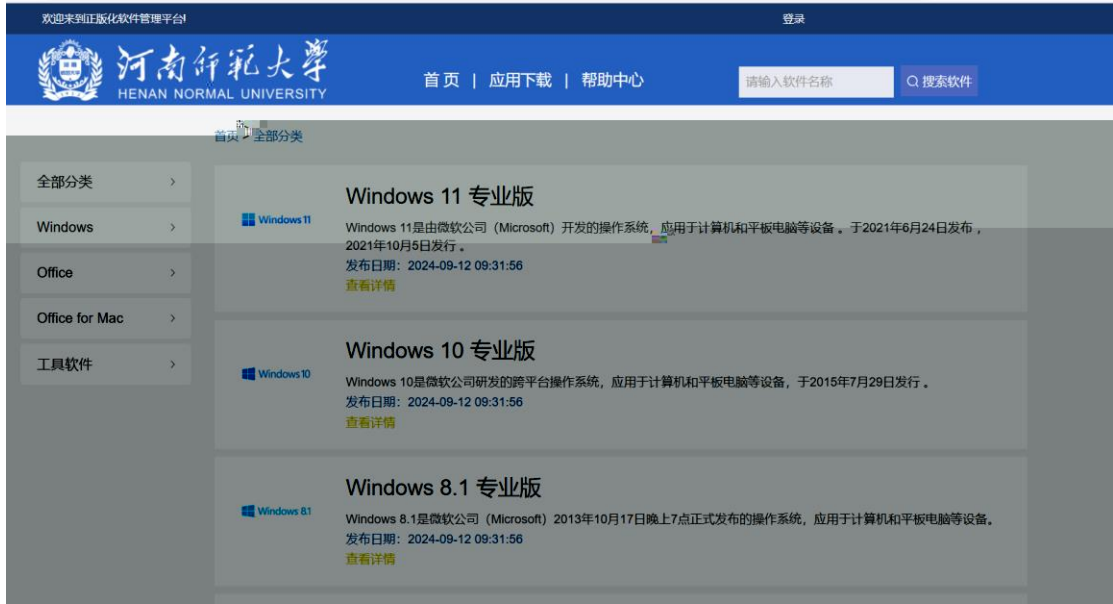 欢迎来到正版化软件管理平台!
登录
河南师范大学
HENAN NORMAL UNIVERSITY
首页 | 应用下载 | 帮助中心
请输入软件名称
搜索软件
首页 > 全部分类
全部分类 >
Windows >
Office >
Office for Mac >
工具软件 >
Windows 11
Windows 11 专业版
Windows 11是由微软公司（Microsoft）开发的操作系统，应用于计算机和平板电脑等设备 。于2021年6月24日发布 ，
2021年10月5日发行 。
发布日期：2024-09-12 09:31:56
查看详情
Windows 10
Windows 10 专业版
Windows 10是微软公司研发的跨平台操作系统，应用于计算机和平板电脑等设备，于2015年7月29日发行 。
发布日期：2024-09-12 09:31:56
查看详情
Windows 8.1
Windows 8.1 专业版
Windows 8.1是微软公司（Microsoft）2013年10月17日晚上7点正式发布的操作系统，应用于计算机和平板电脑等设备。
发布日期：2024-09-12 09:31:56
查看详情